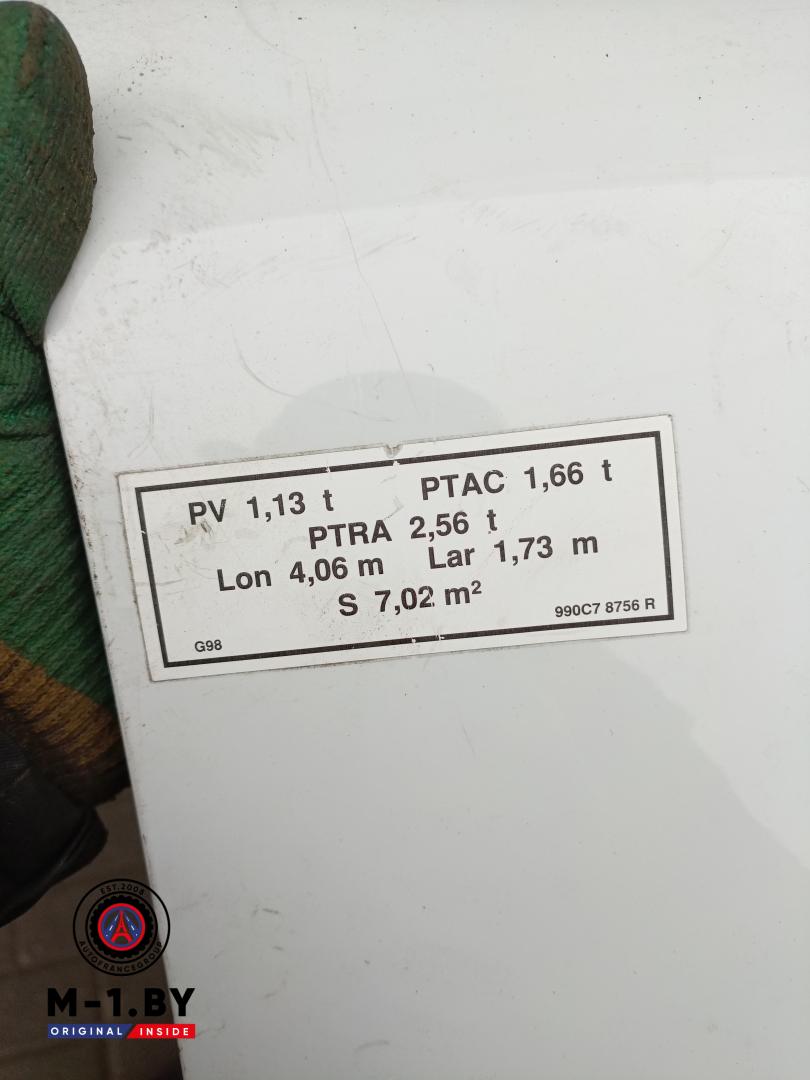 PV 1,13 t PTAC 1,66 t
PTRA 2,56 t
Lon 4,06 m Lar 1,73 m
S 7,02 m²
G98 990C7 8756 R
EST.2008
AUTOFRANCEGROUP
M-1.BY
ORIGINAL INSIDE